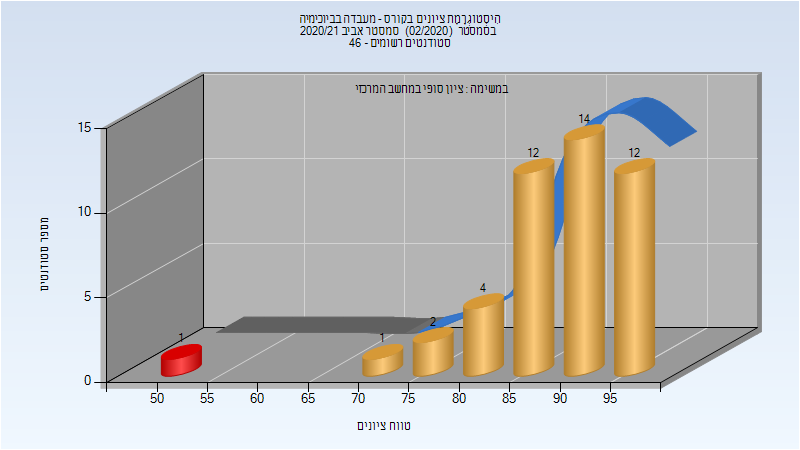 היסטוגרמת ציונים בקורס - מעבדה בביוכימיה
בסמסטר (02/2020) סמסטר אביב 2020/21
סטודנטים רשומים - 46
במשימה : ציון סופי במחשב המרכזי
מספר סטודנטים
15
10
5
0
1
1
2
4
12
14
12
50 55 60 65 70 75 80 85 90 95
טווח ציונים